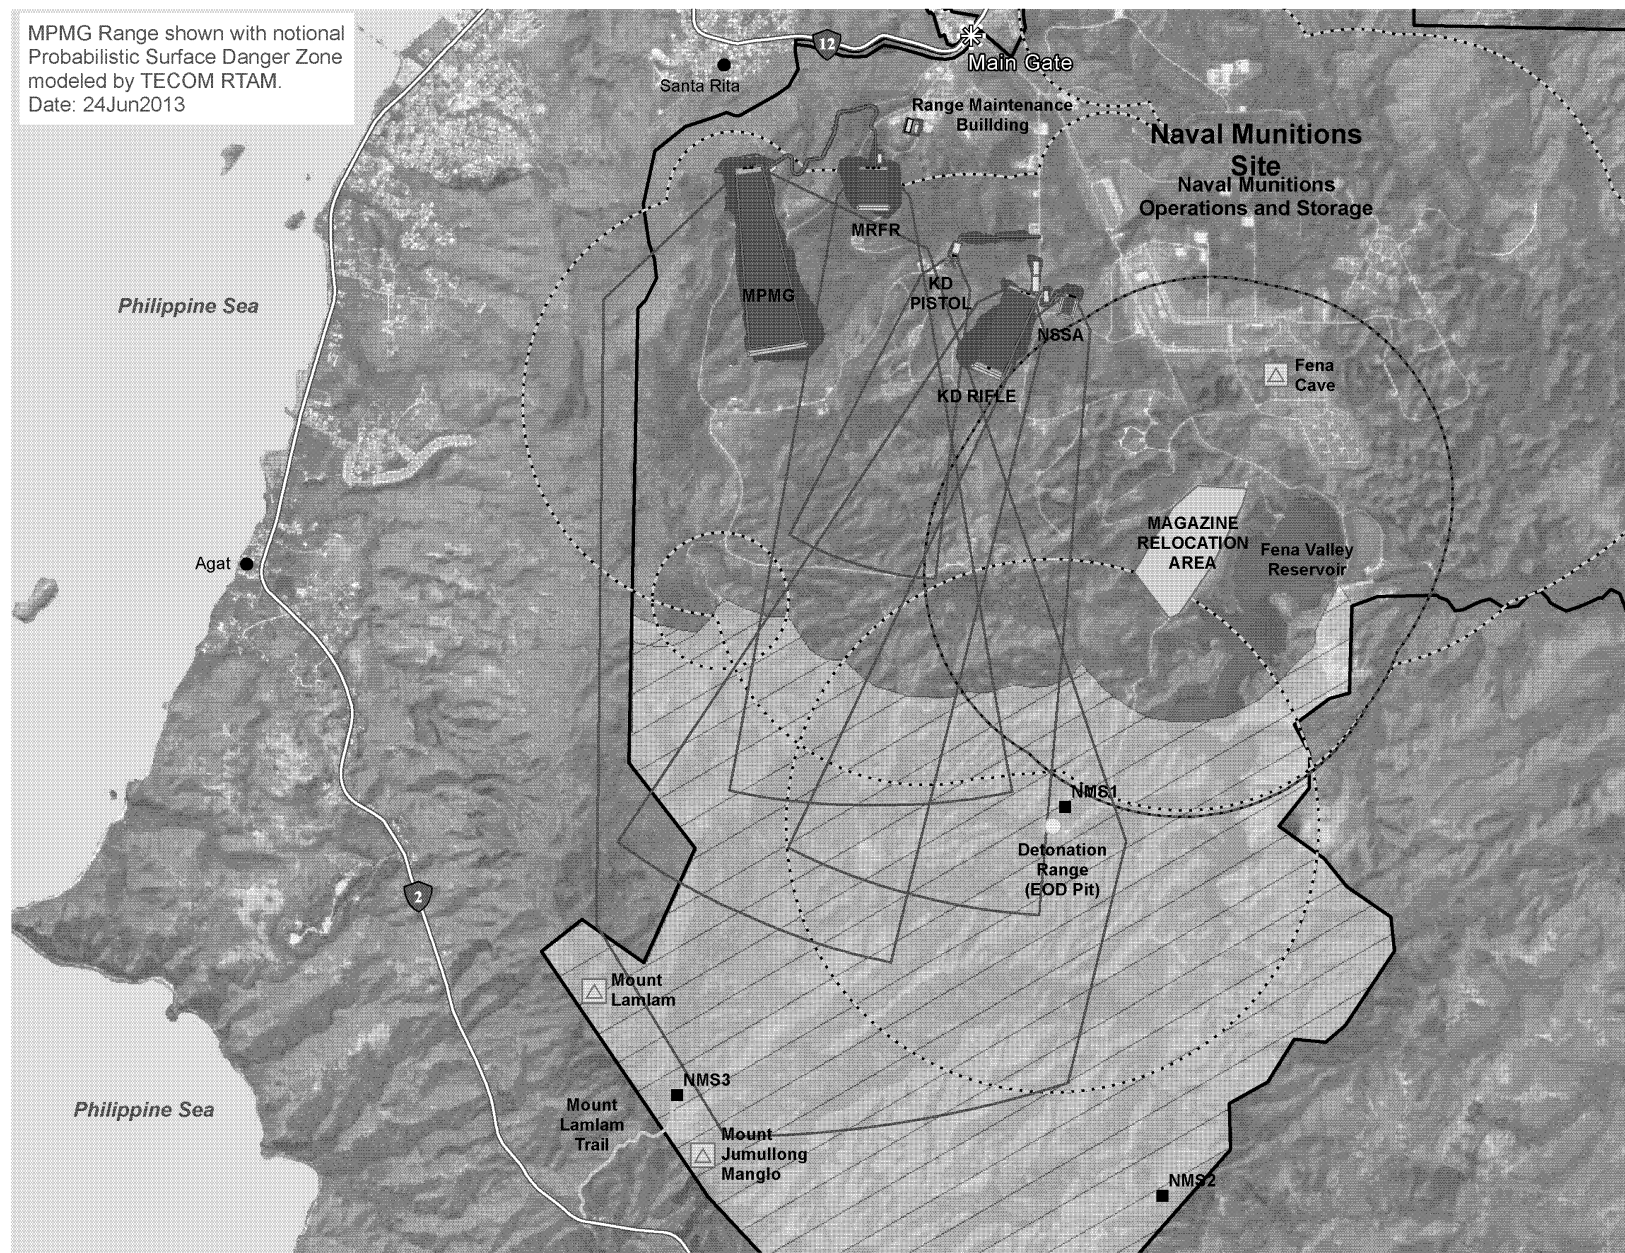 MPMG Range shown with notional
Probabilistic Surface Danger Zone
modeled by TECOM RTAM.
Date: 24Jun2013
12
Main Gate
Santa Rita
Range Maintenance
Buillding
Naval Munitions
Site
Naval Munitions
Operations and Storage
MRFR
KD
PISTOL
MPMG
Philippine Sea
NSSA
Fena
Cave
KD RIFLE
MAGAZINE
RELOCATION
AREA
Fena Valley
Reservoir
Agat
NMS1
Detonation
Range
(EOD Pit)
2
Mount
Lamlam
NMS3
Philippine Sea
Mount
Lamlam
Trail
Mount
Jumullong
Manglo
NMS2